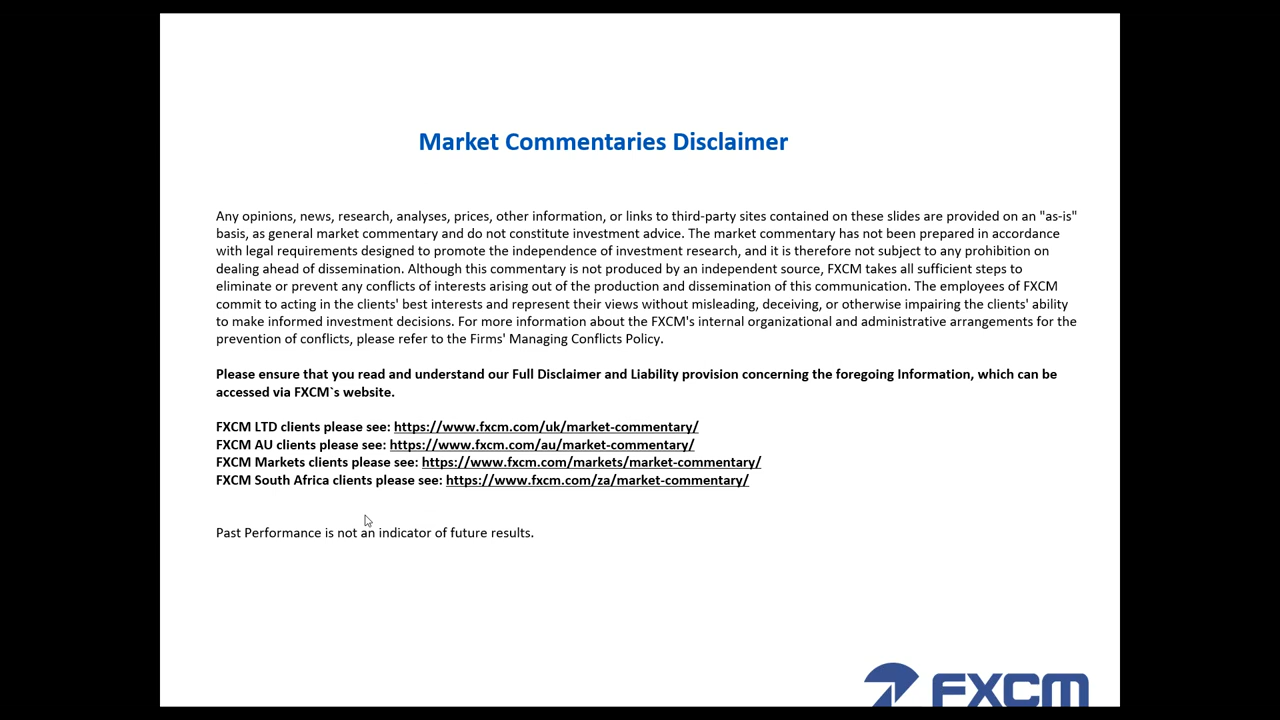 Market Commentaries Disclaimer
Any opinions, news, research, analyses, prices, other information, or links to third-party sites contained on these slides are provided on an "as-is"
basis, as general market commentary and do not constitute investment advice. The market commentary has not been prepared in accordance
with legal requirements designed to promote the independence of investment research, and it is therefore not subject to any prohibition on
dealing ahead of dissemination. Although this commentary is not produced by an independent source, FXCM takes all sufficient steps to
eliminate or prevent any conflicts of interests arising out of the production and dissemination of this communication. The employees of FXCM
commit to acting in the clients' best interests and represent their views without misleading, deceiving, or otherwise impairing the clients' ability
to make informed investment decisions. For more information about the FXCM's internal organizational and administrative arrangements for the
prevention of conflicts, please refer to the Firms' Managing Conflicts Policy.
Please ensure that you read and understand our Full Disclaimer and Liability provision concerning the foregoing Information, which can be
accessed via FXCM`s website.
FXCM LTD clients please see: https://www.fxcm.com/uk/market-commentary/
FXCM AU clients please see: https://www.fxcm.com/au/market-commentary/
FXCM Markets clients please see: https://www.fxcm.com/markets/market-commentary/
FXCM South Africa clients please see: https://www.fxcm.com/za/market-commentary/
Past Performance is not an indicator of future results.
FXCM